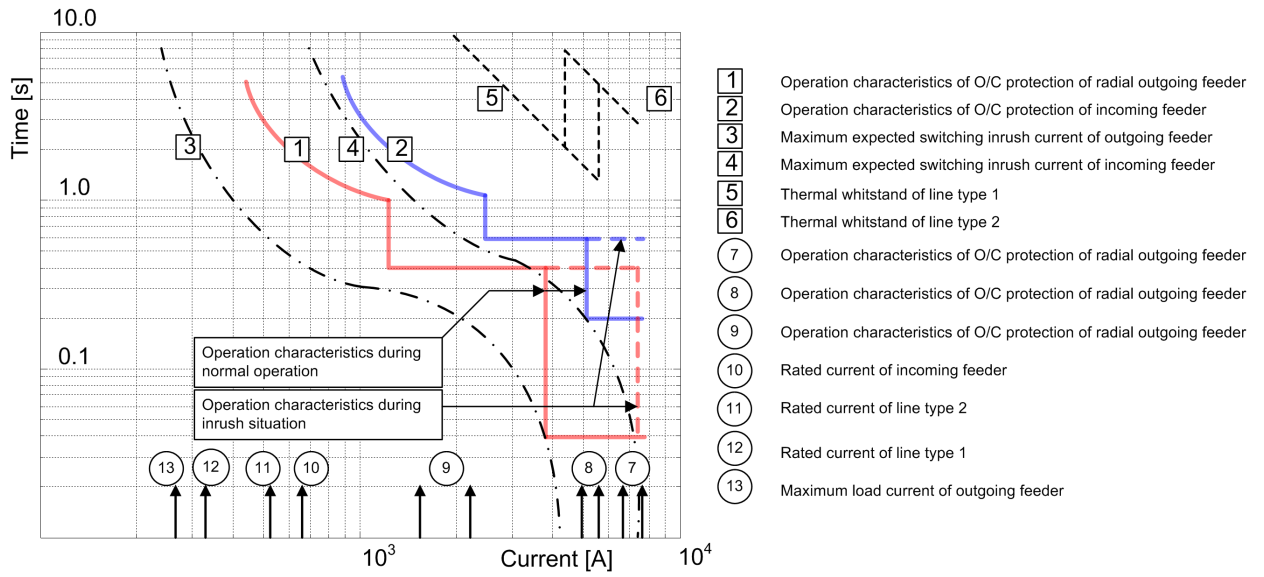 10.0
Time [s]
1.0
0.1
5
6
3
1
4
2
Operation characteristics during
normal operation
Operation characteristics during
inrush situation
13
12
11
10
9
8
7
10³
Current [A]
10⁴
1 Operation characteristics of O/C protection of radial outgoing feeder
2 Operation characteristics of O/C protection of incoming feeder
3 Maximum expected switching inrush current of outgoing feeder
4 Maximum expected switching inrush current of incoming feeder
5 Thermal whitstand of line type 1
6 Thermal whitstand of line type 2
7 Operation characteristics of O/C protection of radial outgoing feeder
8 Operation characteristics of O/C protection of radial outgoing feeder
9 Operation characteristics of O/C protection of radial outgoing feeder
10 Rated current of incoming feeder
11 Rated current of line type 2
12 Rated current of line type 1
13 Maximum load current of outgoing feeder